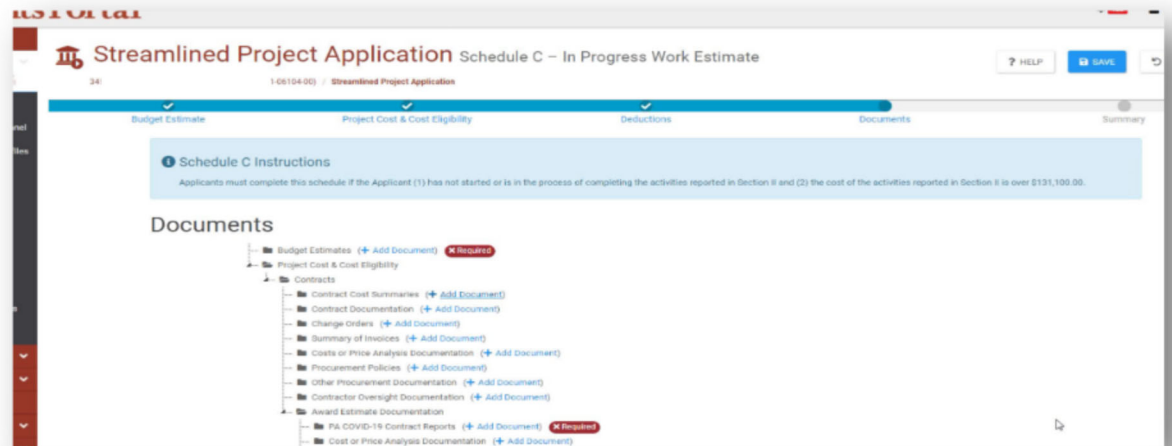 Streamlined Project Application Schedule C – In Progress Work Estimate
? HELP
SAVE
34
1-06104-00) / Streamlined Project Application
Budget Estimate
Project Cost & Cost Eligibility
Deductions
Documents
Summary
Schedule C Instructions
Applicants must complete this schedule if the Applicant (1) has not started or is in the process of completing the activities reported in Section II and (2) the cost of the activities reported in Section II is over $131,100.00.
Documents
Budget Estimates (+ Add Document) × Required
Project Cost & Cost Eligibility
Contracts
Contract Cost Summaries (+ Add Document)
Contract Documentation (+ Add Document)
Change Orders (+ Add Document)
Summary of Invoices (+ Add Document)
Costs or Price Analysis Documentation (+ Add Document)
Procurement Policies (+ Add Document)
Other Procurement Documentation (+ Add Document)
Contractor Oversight Documentation (+ Add Document)
Award Estimate Documentation
PA COVID-19 Contract Reports (+ Add Document) × Required
Cost or Price Analysis Documentation (+ Add Document)